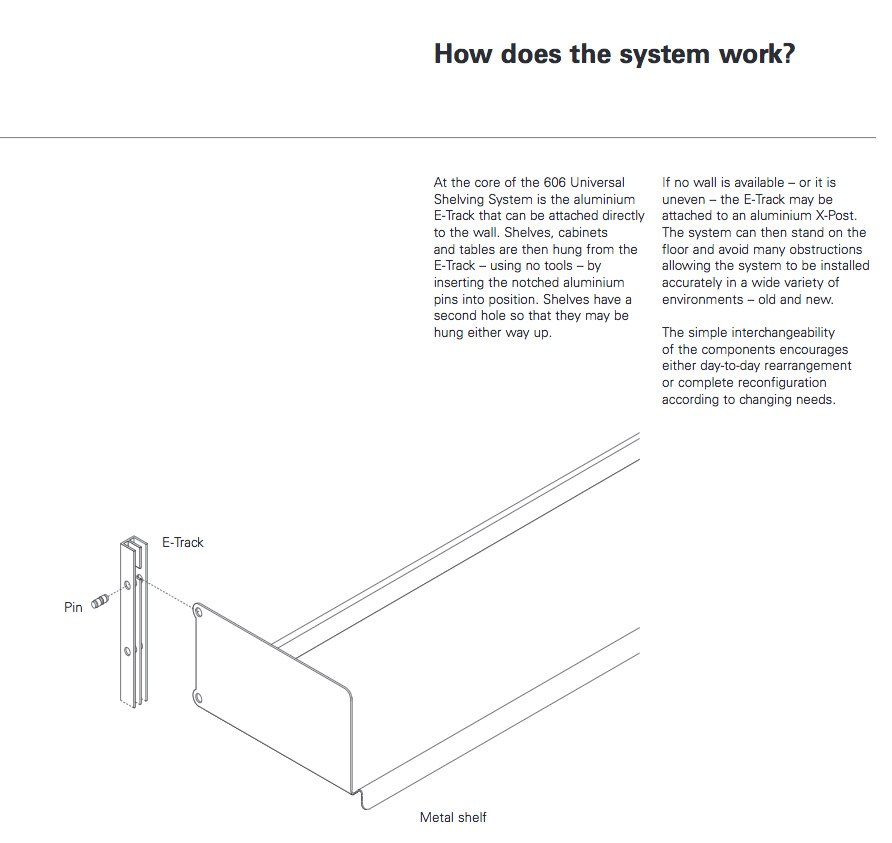 How does the system work?
At the core of the 606 Universal
Shelving System is the aluminium
E-Track that can be attached directly
to the wall. Shelves, cabinets
and tables are then hung from the
E-Track – using no tools – by
inserting the notched aluminium
pins into position. Shelves have a
second hole so that they may be
hung either way up.
If no wall is available – or it is
uneven – the E-Track may be
attached to an aluminium X-Post.
The system can then stand on the
floor and avoid many obstructions
allowing the system to be installed
accurately in a wide variety of
environments – old and new.
The simple interchangeability
of the components encourages
either day-to-day rearrangement
or complete reconfiguration
according to changing needs.
E-Track
Pin
Metal shelf